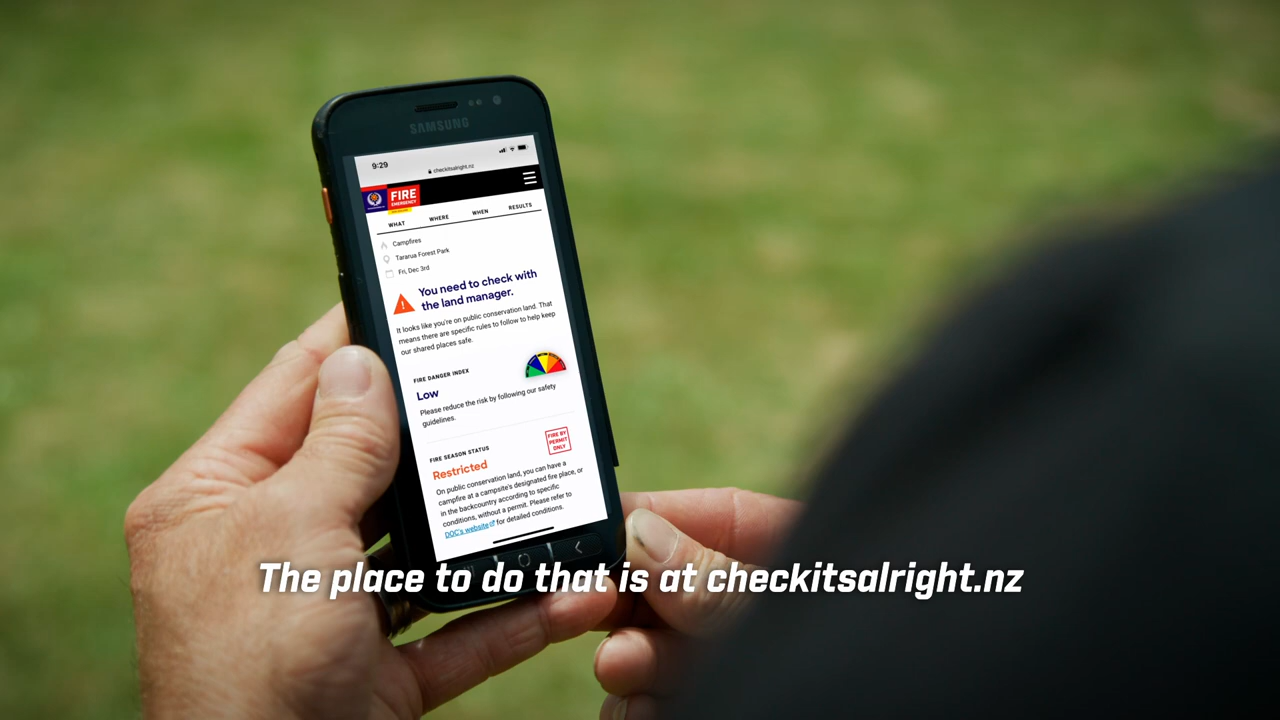 SAMSUNG
9:29
checkitsalright.nz
FIRE
EMERGENCY
WHAT WHERE WHEN RESULTS
Campfires
Tararua Forest Park
Fri, Dec 3rd
You need to check with
the land manager.
It looks like you're on public conservation land. That
means there are specific rules to follow to help keep
our shared places safe.
FIRE DANGER INDEX
Low
Please reduce the risk by following our safety
guidelines.
FIRE SEASON STATUS
Restricted
FIRE BY
PERMIT
ONLY
On public conservation land, you can have a
campfire at a campsite's designated fire place, or
in the backcountry according to specific
conditions, without a permit. Please refer to
DOC's website for detailed conditions.
The place to do that is at checkitsalright.nz